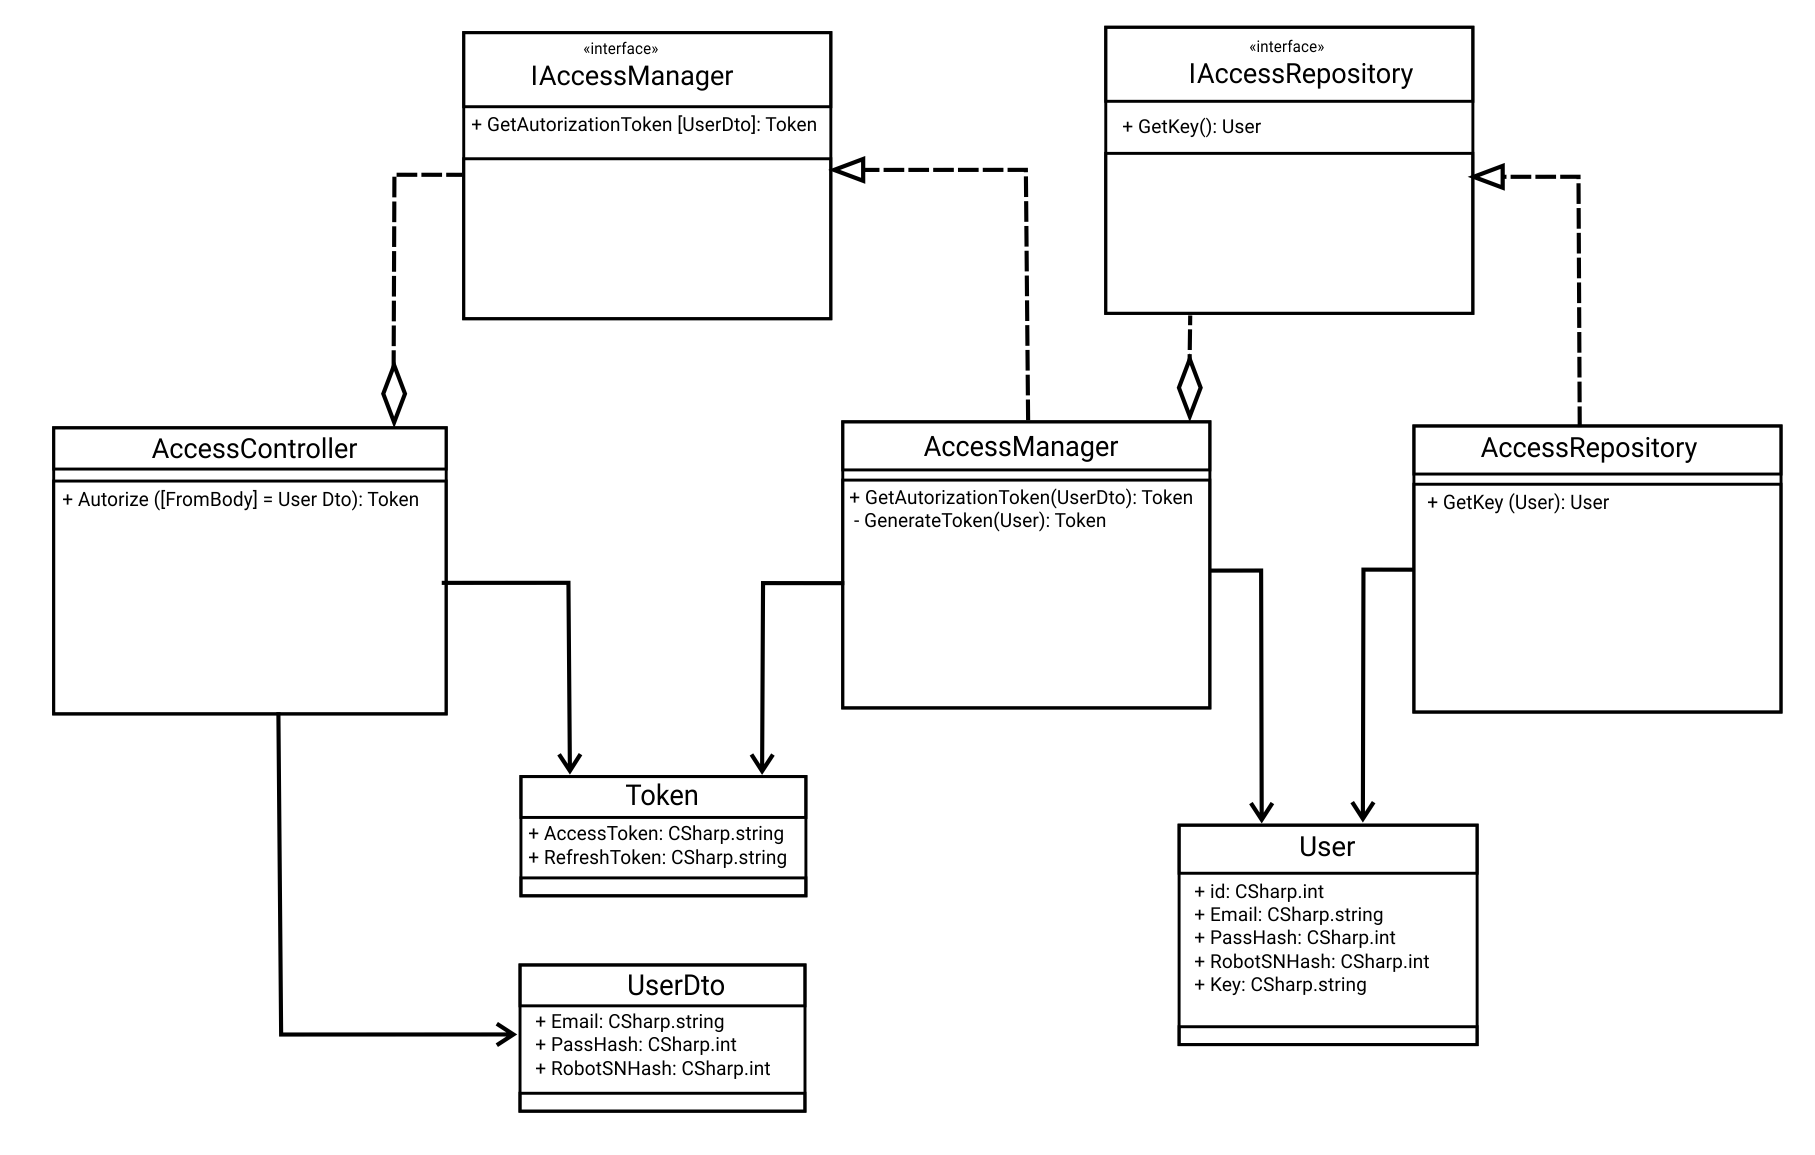 «interface»
IAccessManager
+ GetAutorizationToken [UserDto]: Token
«interface»
IAccessRepository
+ GetKey(): User
AccessController
+ Autorize ([FromBody] = User Dto): Token
AccessManager
+ GetAutorizationToken(UserDto): Token
- GenerateToken(User): Token
AccessRepository
+ GetKey (User): User
Token
+ AccessToken: CSharp.string
+ RefreshToken: CSharp.string
User
+ id: CSharp.int
+ Email: CSharp.string
+ PassHash: CSharp.int
+ RobotSNHash: CSharp.int
+ Key: CSharp.string
UserDto
+ Email: CSharp.string
+ PassHash: CSharp.int
+ RobotSNHash: CSharp.int